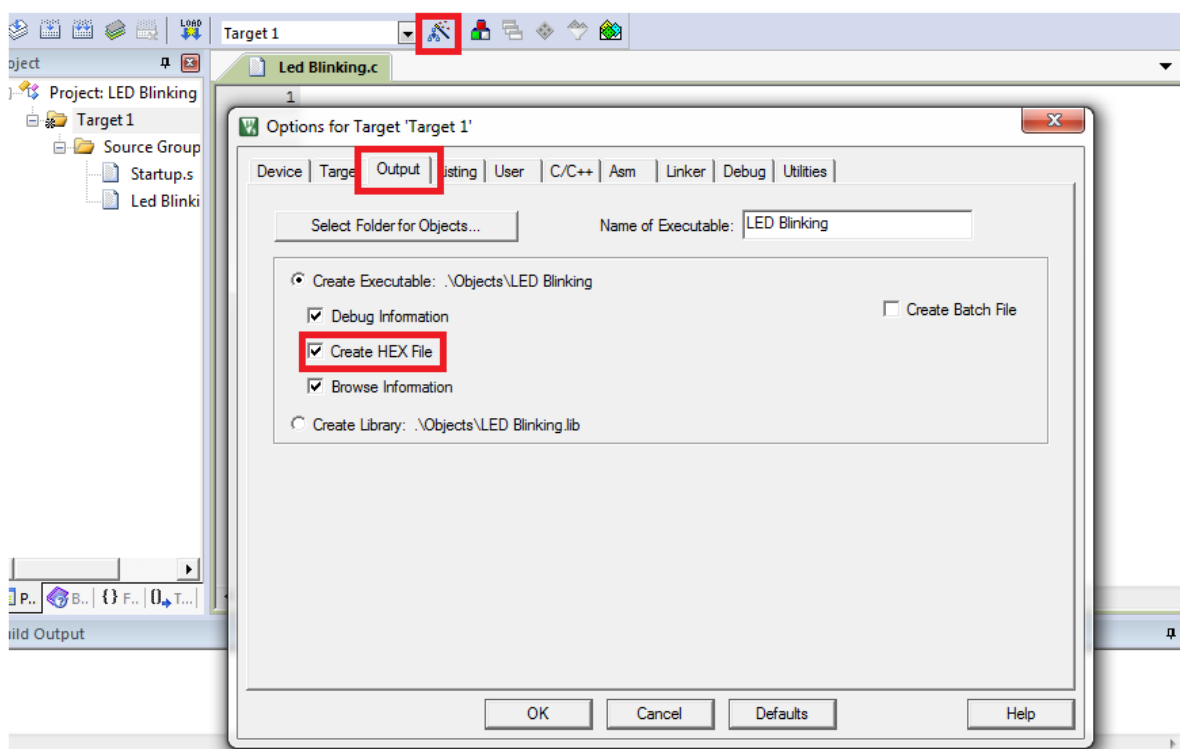 LOAD
Target 1
oject
Led Blinking.c
Project: LED Blinking
1
Target 1
Source Group
Startup.s
Led Blinki
Options for Target 'Target 1'
Device Targe Output isting User C/C++ Asm Linker Debug Utilities
Select Folder for Objects...
Name of Executable: LED Blinking
Create Executable: .\Objects\LED Blinking
Debug Information
Create Batch File
Create HEX File
Browse Information
Create Library: .\Objects\LED Blinking.lib
P.. B.. {} F.. 0 T...
ild Output
OK Cancel Defaults Help